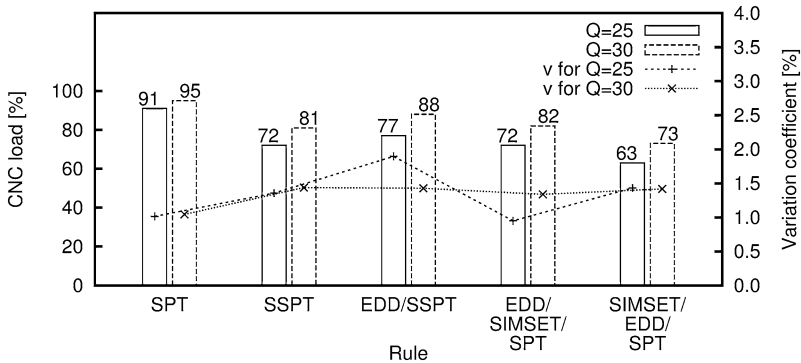 Q=25
Q=30
v for Q=25
v for Q=30
CNC load [%]
100
80
60
40
20
0
91
95
72
81
77
88
72
82
63
73
4.0
3.5
3.0
2.5
2.0
1.5
1.0
0.5
0.0
Variation coefficient [%]
SPT
SSPT
EDD/SSPT
EDD/
SIMSET/
SPT
SIMSET/
EDD/
SPT
Rule